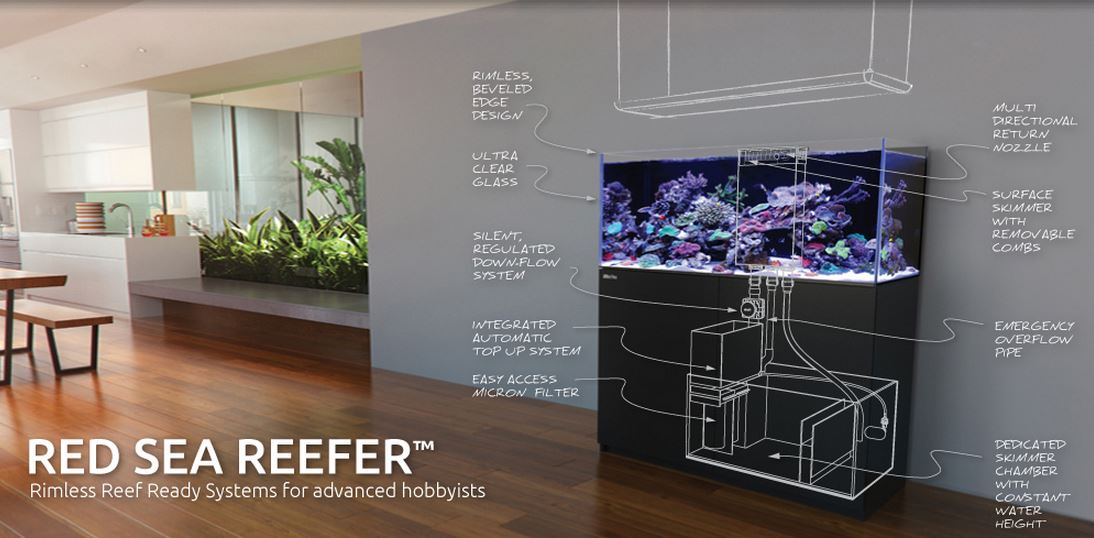 RIMLESS,
BEVELED
EDGE
DESIGN
ULTRA
CLEAR
GLASS
SILENT,
REGULATED
DOWN-FLOW
SYSTEM
INTEGRATED
AUTOMATIC
TOP UP SYSTEM
EASY ACCESS
MICRON FILTER
MULTI
DIRECTIONAL
RETURN
NOZZLE
SURFACE
SKIMMER
WITH
REMOVABLE
COMBS
EMERGENCY
OVERFLOW
PIPE
DEDICATED
SKIMMER
CHAMBER
WITH
CONSTANT
WATER
HEIGHT
RED SEA REEFER™
Rimless Reef Ready Systems for advanced hobbyists